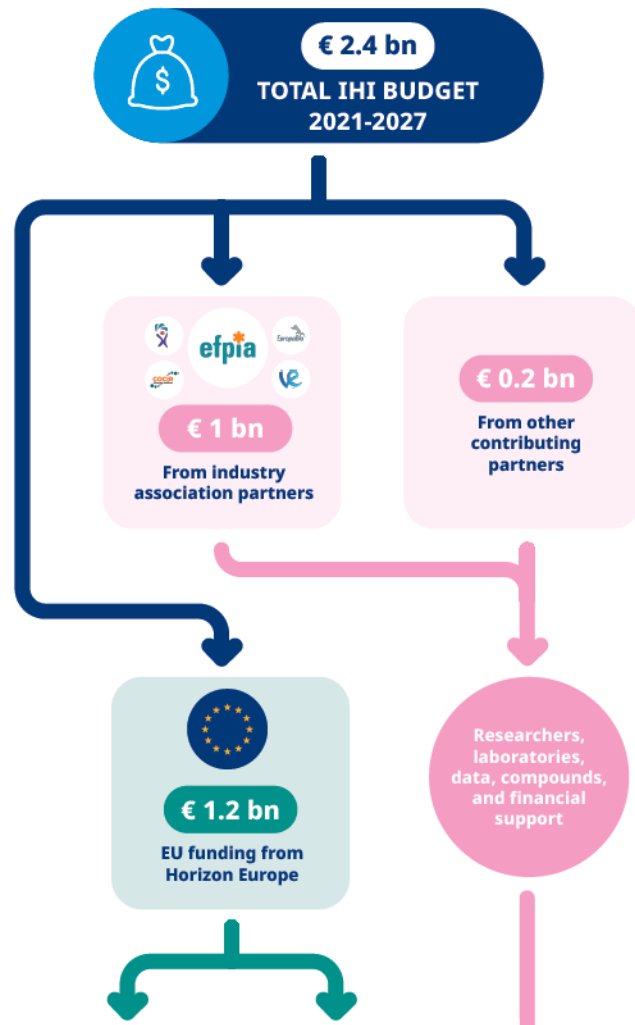 € 2.4 bn
TOTAL IHI BUDGET
2021-2027
$
efpia
COCIR
€ 1 bn
From industry
association partners
€ 0.2 bn
From other
contributing
partners
€ 1.2 bn
EU funding from
Horizon Europe
Researchers,
laboratories,
data, compounds,
and financial
support